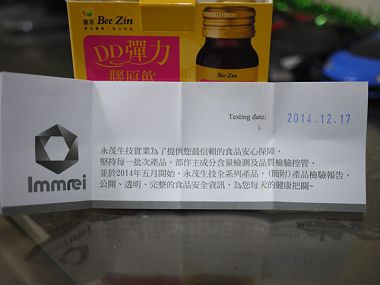 康萃 Bee Zin
DD彈力
膠原飲
Bee Zin
Testing date:
2014.12.17
永茂生技實業為了提供您最信賴的食品安心保障，
堅持每一批次產品，都作主成分含量檢測及品質檢驗控管，
並於2014年五月開始，永茂生技全系列產品，(簡附)產品檢驗報告，
公開、透明、完整的食品安全資訊，為您每天的健康把關~
Immrei